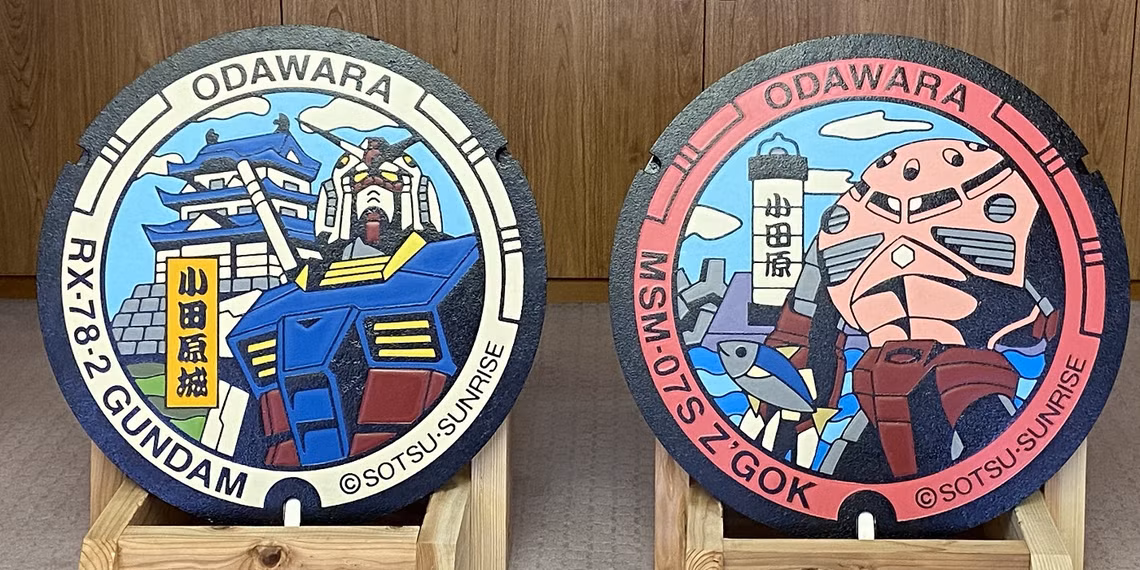 ODAWARA
小田原城
RX-78-2 GUNDAM
©SOTSU·SUNRISE
ODAWARA
小田原
MSM-07S Z'GOK
©SOTSU·SUNRISE